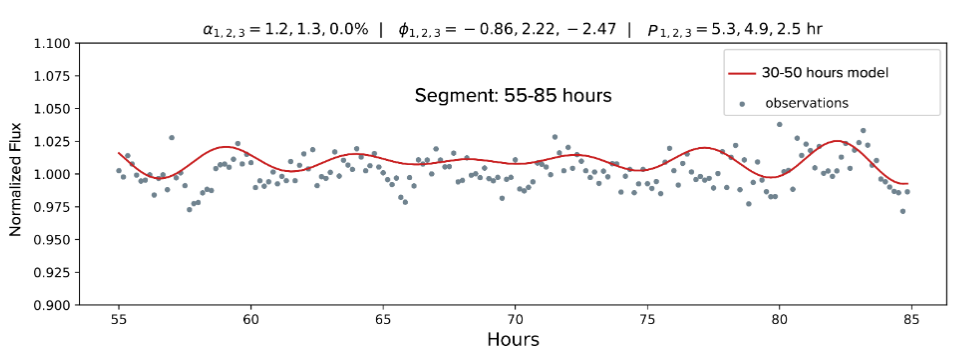 α1,2,3 = 1.2, 1.3, 0.0% | ϕ1,2,3 = −0.86, 2.22, −2.47 | P1,2,3 = 5.3, 4.9, 2.5 hr
1.100
1.075
1.050
1.025
1.000
0.975
0.950
0.925
0.900
Normalized Flux
Segment: 55-85 hours
30-50 hours model
observations
55 60 65 70 75 80 85
Hours